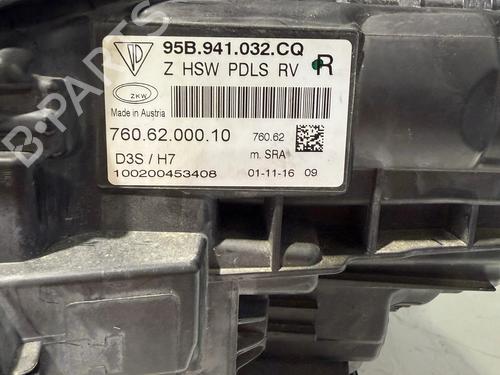 95B.941.032.CQ
Z HSW PDLS RV R
ZKW
Made in Austria
760.62.000.10 760.62
D3S / H7 m. SRA
100200453408 01-11-16 09
B-PARTS